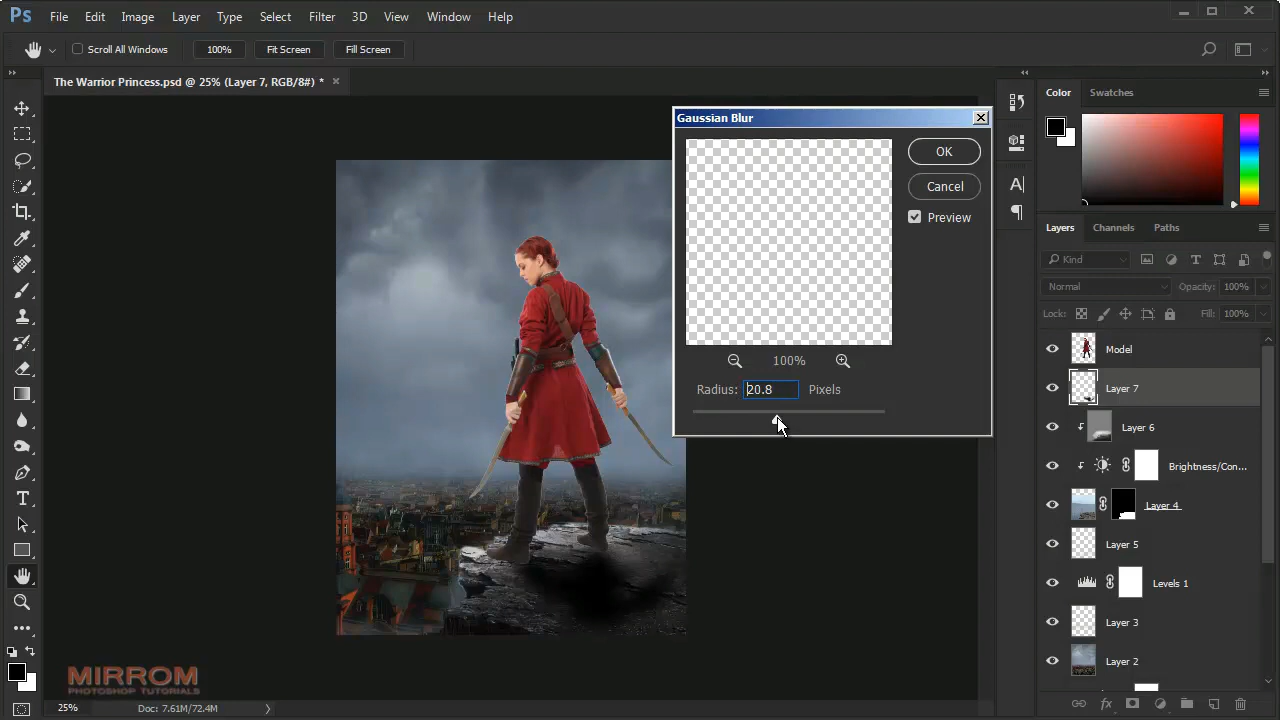 Ps File Edit Image Layer Type Select Filter 3D View Window Help
Scroll All Windows 100% Fit Screen Fill Screen
The Warrior Princess.psd @ 25% (Layer 7, RGB/8#) *
Gaussian Blur
OK
Cancel
Preview
100%
Radius: 20.8 Pixels
Color Swatches
Layers Channels Paths
Kind
Normal Opacity: 100%
Lock: Fill: 100%
Model
Layer 7
Layer 6
Brightness/Con...
Layer 4
Layer 5
Levels 1
Layer 3
Layer 2
MIRROM
PHOTOSHOP TUTORIALS
25% Doc: 7.61M/72.4M